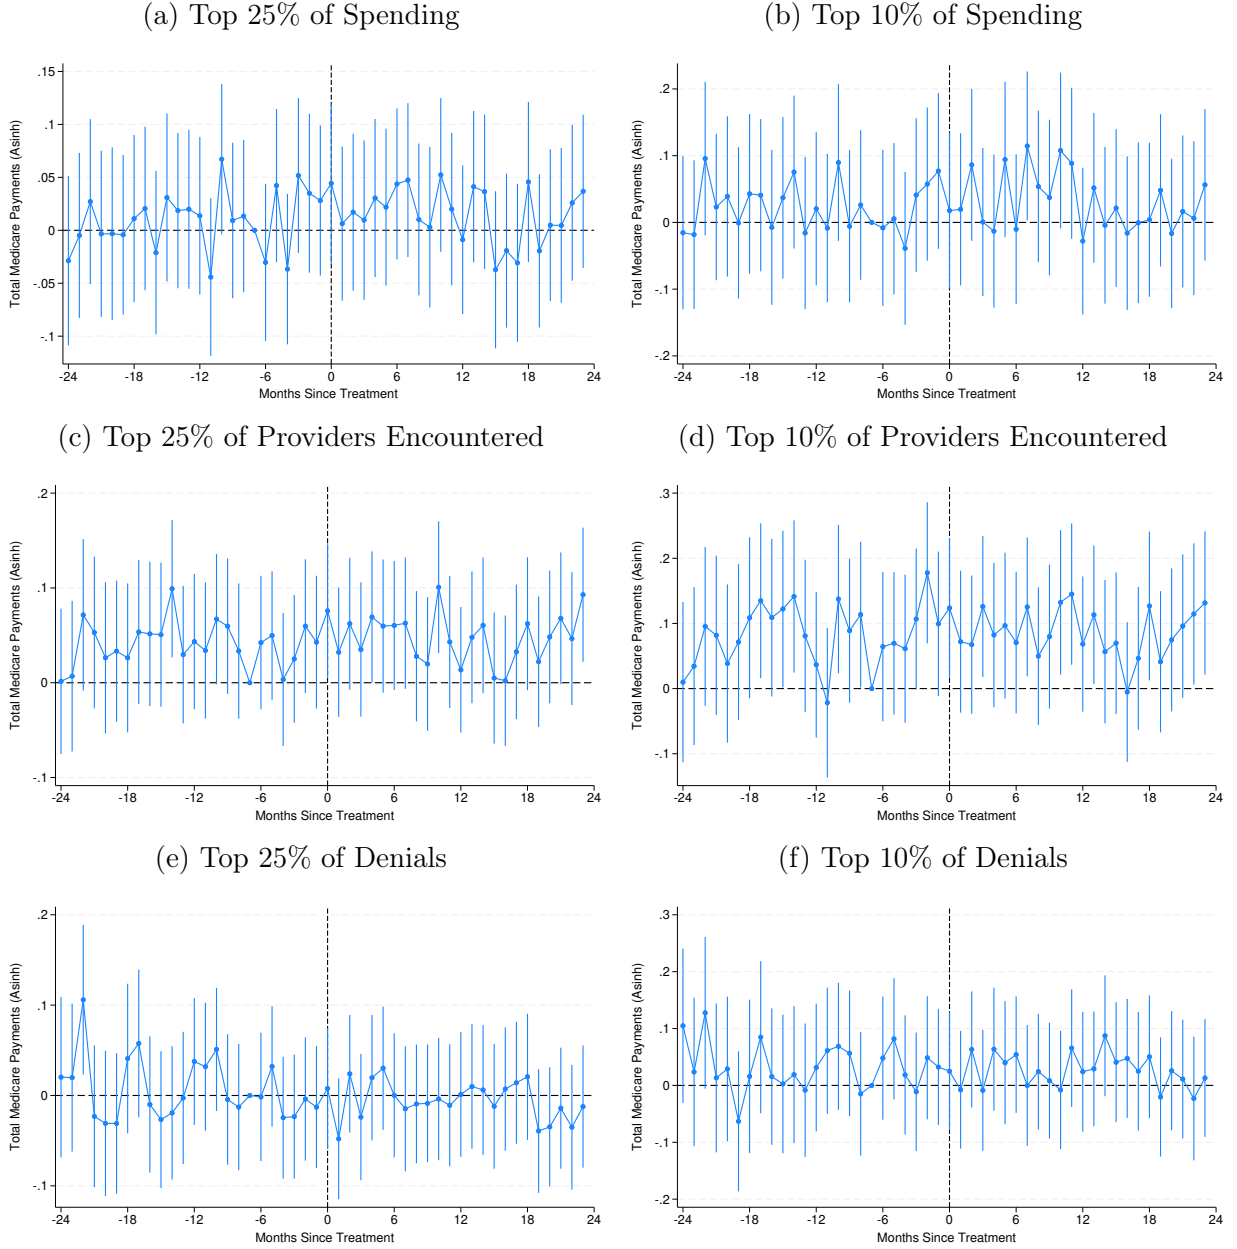 (a) Top 25% of Spending
Total Medicare Payments (Asinh)
.15
.1
.05
0
-.05
-.1
-24 -18 -12 -6 0 6 12 18 24
Months Since Treatment
(b) Top 10% of Spending
Total Medicare Payments (Asinh)
.2
.1
0
-.1
-.2
-24 -18 -12 -6 0 6 12 18 24
Months Since Treatment
(c) Top 25% of Providers Encountered
Total Medicare Payments (Asinh)
.2
.1
0
-.1
-24 -18 -12 -6 0 6 12 18 24
Months Since Treatment
(d) Top 10% of Providers Encountered
Total Medicare Payments (Asinh)
.3
.2
.1
0
-.1
-24 -18 -12 -6 0 6 12 18 24
Months Since Treatment
(e) Top 25% of Denials
Total Medicare Payments (Asinh)
.2
.1
0
-.1
-24 -18 -12 -6 0 6 12 18 24
Months Since Treatment
(f) Top 10% of Denials
Total Medicare Payments (Asinh)
.3
.2
.1
0
-.1
-.2
-24 -18 -12 -6 0 6 12 18 24
Months Since Treatment